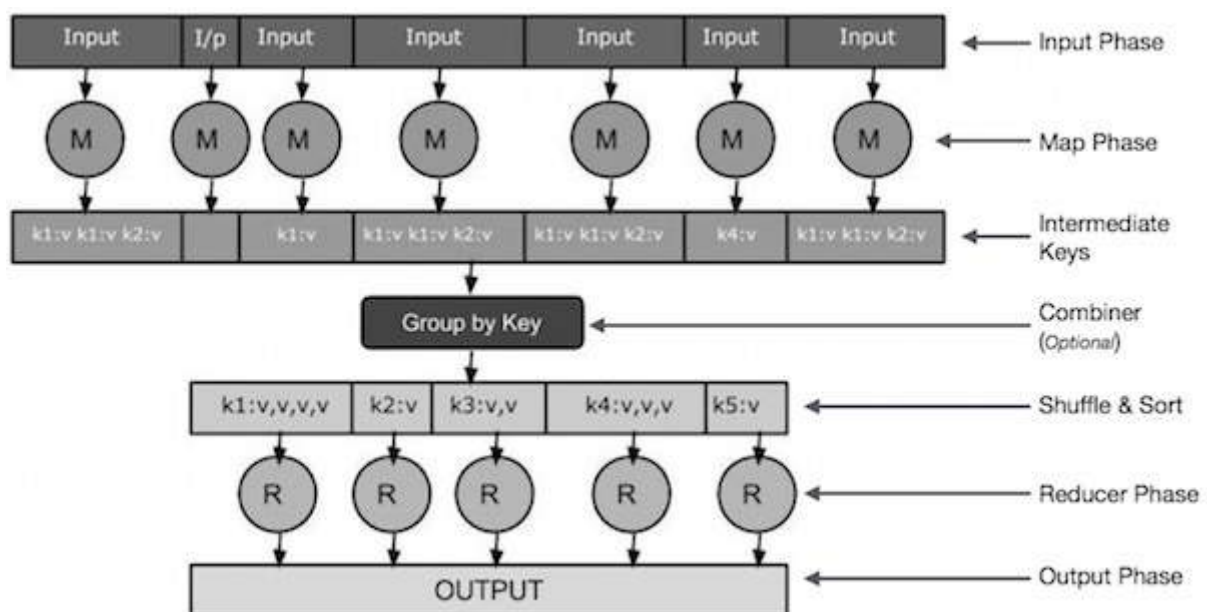 Input I/p Input Input Input Input Input
Input Phase
M M M M M M M
Map Phase
k1:v k1:v k2:v k1:v k1:v k1:v k2:v k1:v k1:v k2:v k4:v k1:v k1:v k2:v
Intermediate
Keys
Group by Key
Combiner
(Optional)
k1:v,v,v,v k2:v k3:v,v k4:v,v,v k5:v
Shuffle & Sort
R R R R R
Reducer Phase
OUTPUT
Output Phase